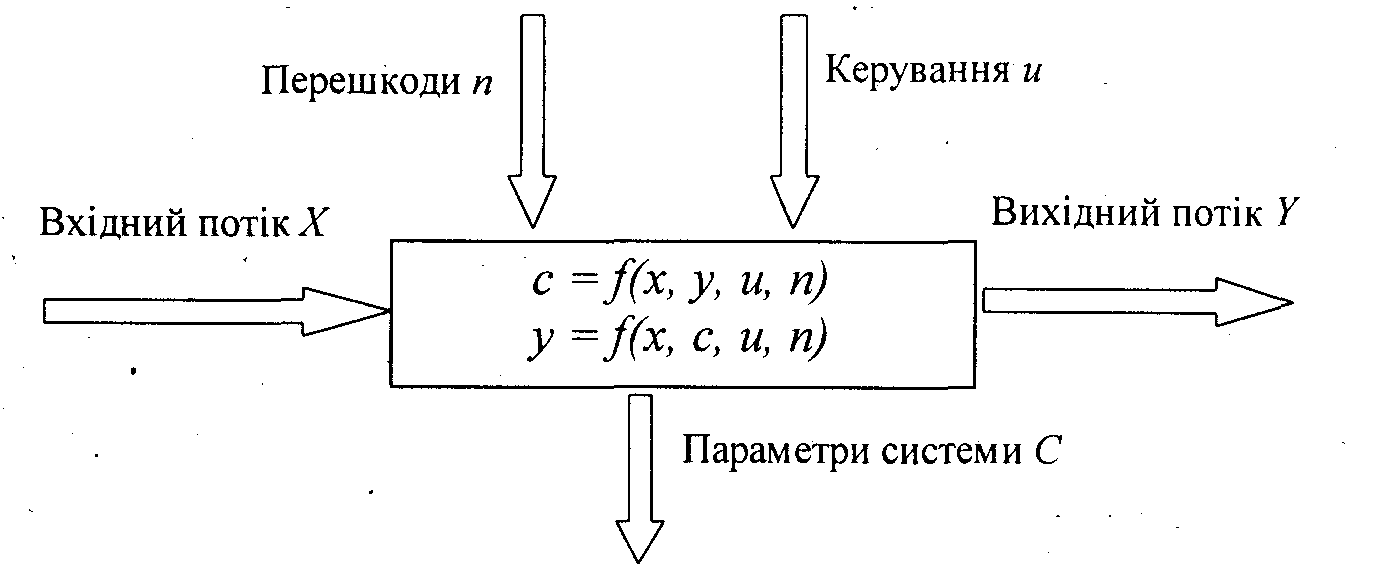 Перешкоди n
Керування u
Вхідний потік X
Вихідний потік Y
c = f(x, y, u, n)
y = f(x, c, u, n)
Параметри системи C